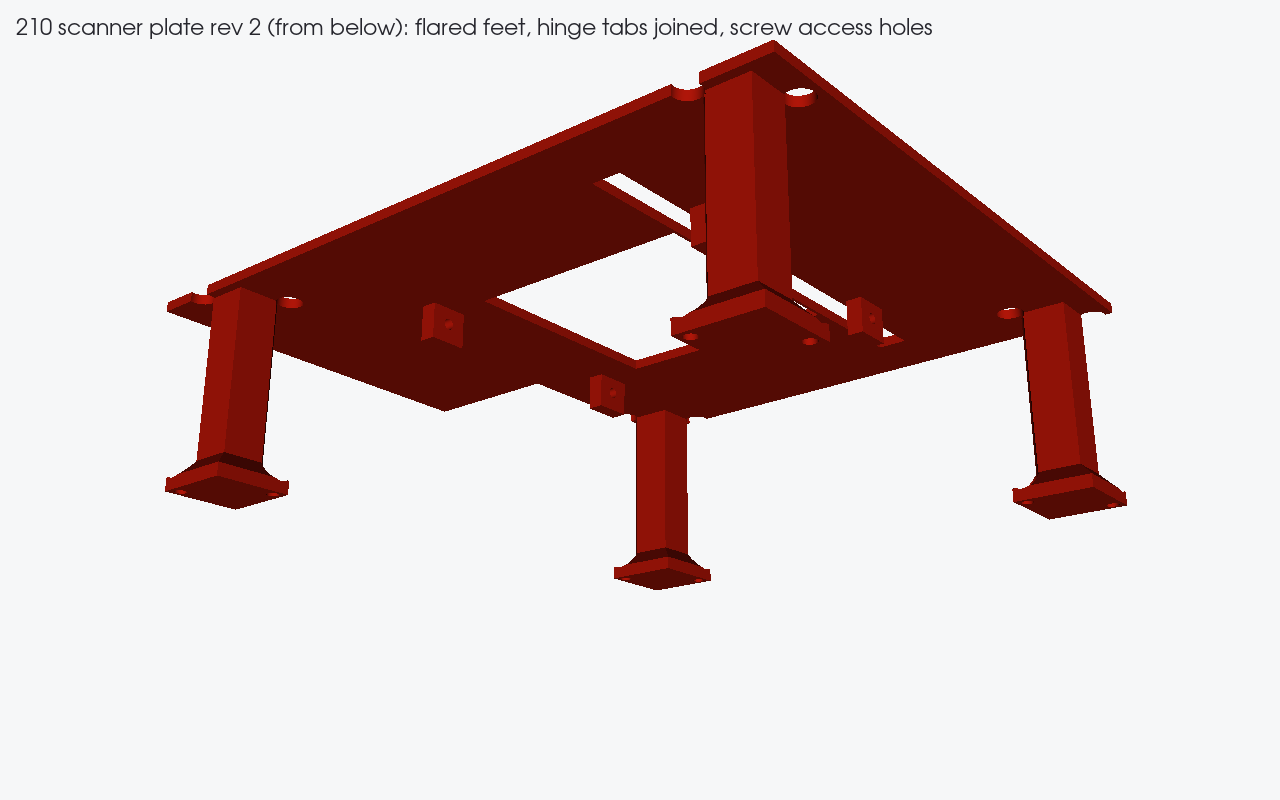 210 scanner plate rev 2 (from below): flared feet, hinge tabs joined, screw access holes